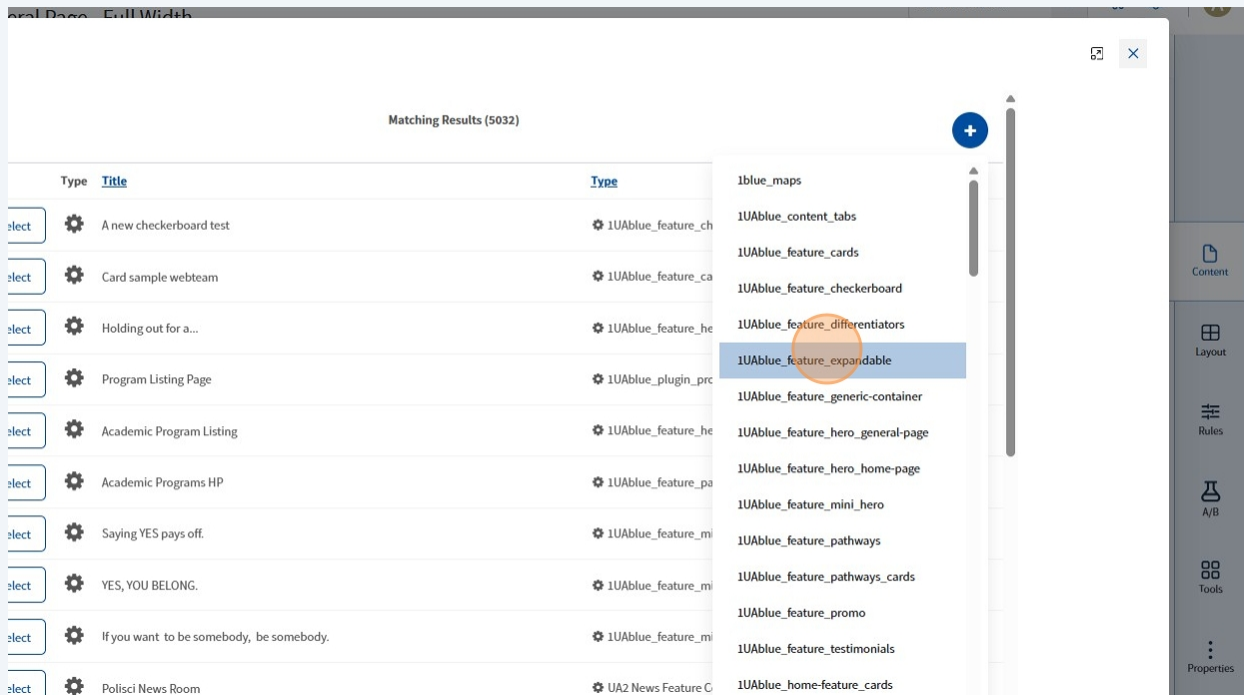 Page - Full Width
Matching Results (5032)
+
Type Title Type
elect A new checkerboard test 1UAblue_feature_ch
elect Card sample webteam 1UAblue_feature_ca
elect Holding out for a... 1UAblue_feature_he
elect Program Listing Page 1UAblue_plugin_pro
elect Academic Program Listing 1UAblue_feature_he
elect Academic Programs HP 1UAblue_feature_pa
elect Saying YES pays off. 1UAblue_feature_mi
elect YES, YOU BELONG. 1UAblue_feature_mi
elect If you want to be somebody, be somebody. 1UAblue_feature_mi
elect Polisci News Room UA2 News Feature C
1blue_maps
1UAblue_content_tabs
1UAblue_feature_cards
1UAblue_feature_checkerboard
1UAblue_feature_differentiators
1UAblue_feature_expandable
1UAblue_feature_generic-container
1UAblue_feature_hero_general-page
1UAblue_feature_hero_home-page
1UAblue_feature_mini_hero
1UAblue_feature_pathways
1UAblue_feature_pathways_cards
1UAblue_feature_promo
1UAblue_feature_testimonials
1UAblue_home-feature_cards
Content
Layout
Rules
A/B
Tools
Properties